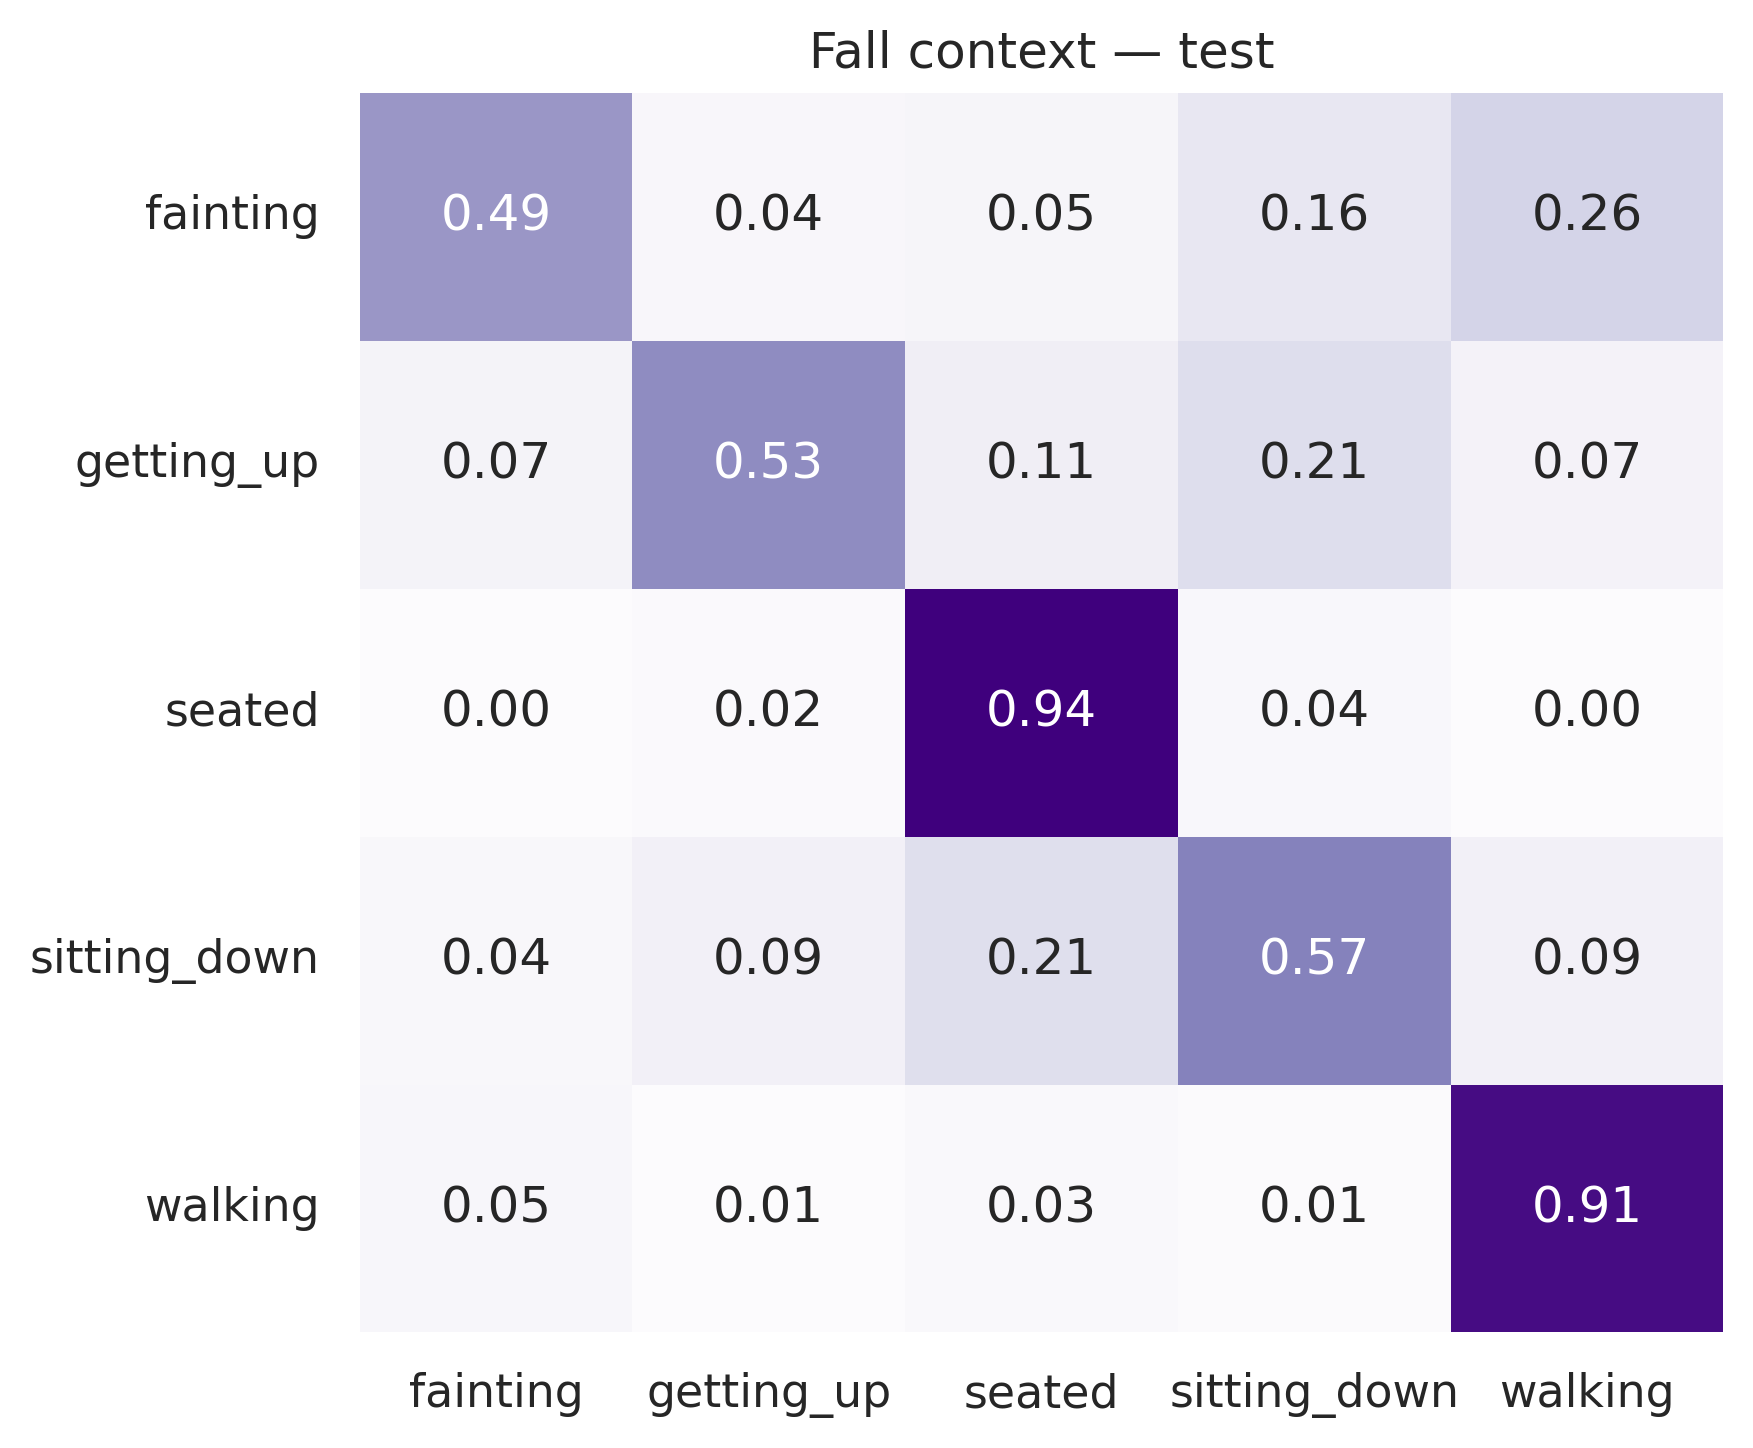 Fall context — test
fainting 0.49 0.04 0.05 0.16 0.26
getting_up 0.07 0.53 0.11 0.21 0.07
seated 0.00 0.02 0.94 0.04 0.00
sitting_down 0.04 0.09 0.21 0.57 0.09
walking 0.05 0.01 0.03 0.01 0.91
fainting getting_up seated sitting_down walking